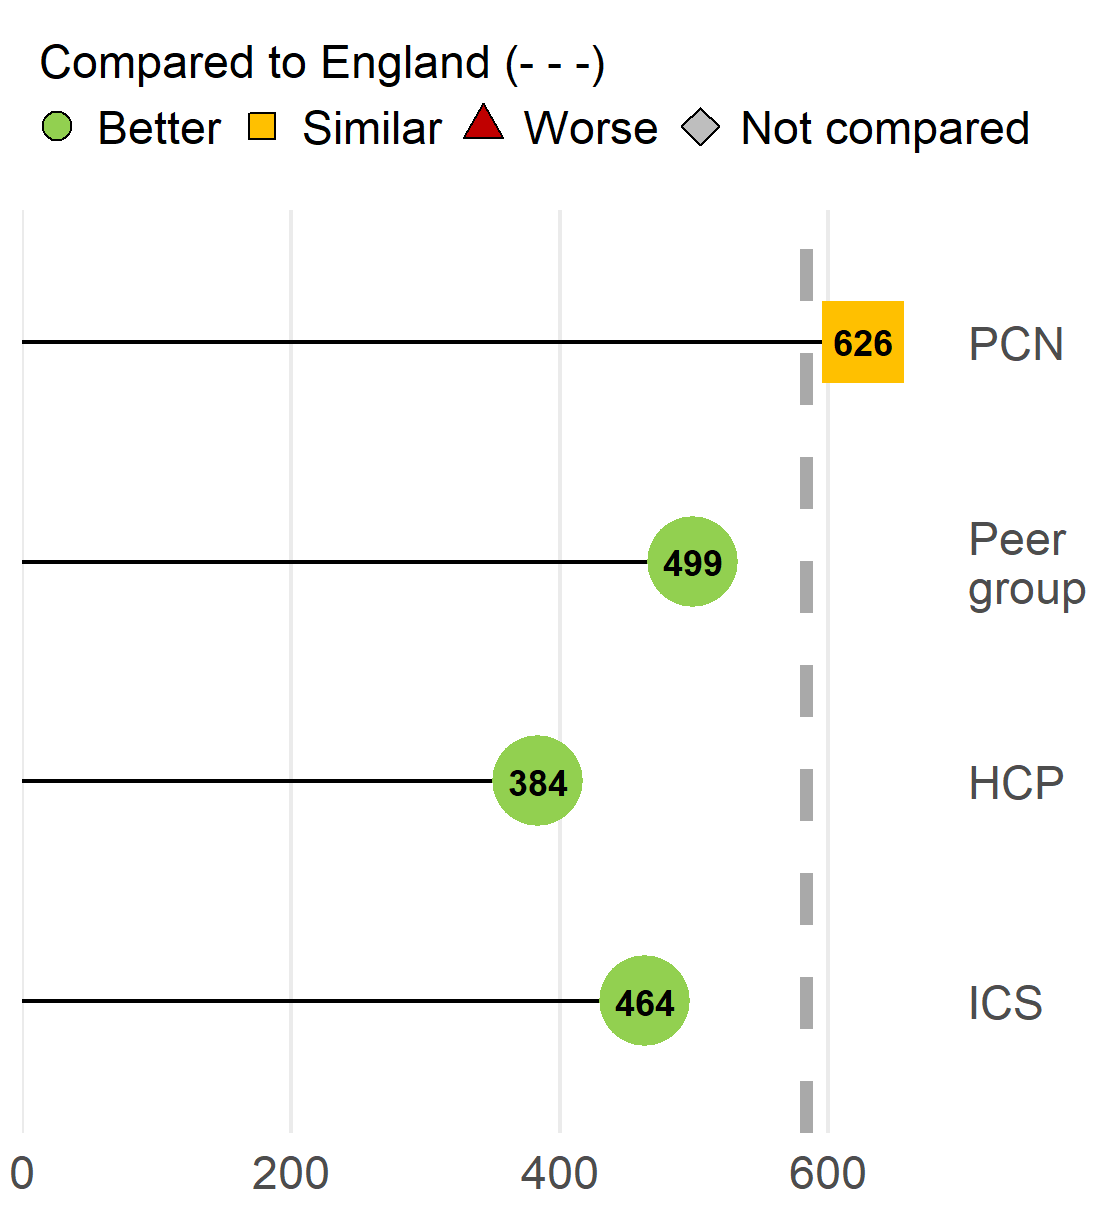 Compared to England (- - -)
Better Similar Worse Not compared
626 PCN
499 Peer
group
384 HCP
464 ICS
0 200 400 600